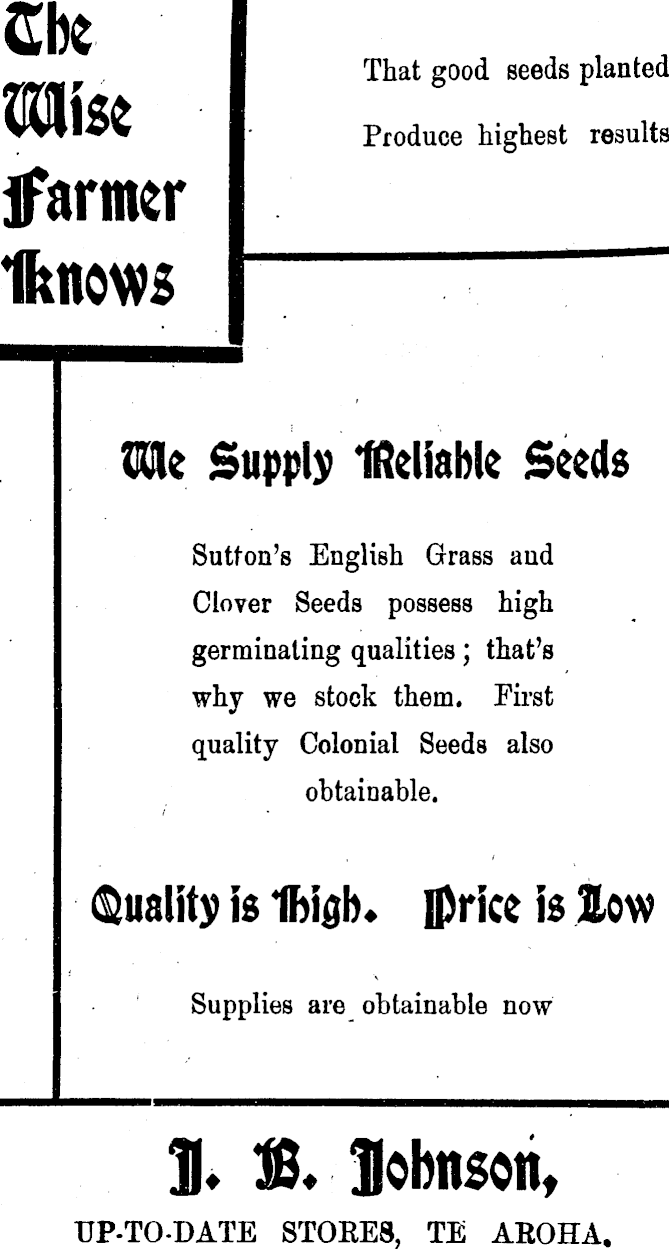 The
Wise
Farmer
Knows
That good seeds planted
Produce highest results
We Supply Reliable Seeds
Sutton's English Grass and
Clover Seeds possess high
germinating qualities; that's
why we stock them. First
quality Colonial Seeds also
obtainable.
Quality is High. Price is Low
Supplies are obtainable now
J. B. Johnson,
UP-TO-DATE STORES, TE AROHA.